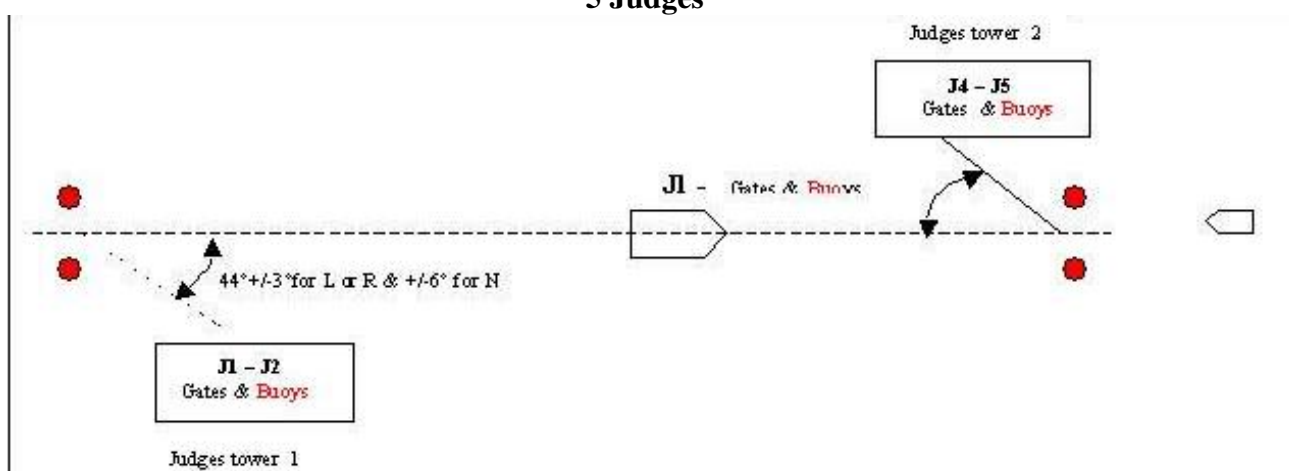 5 Judges
Judges tower 2
J4 – J5
Gates & Buoys
J1 - Gates & Buoys
44°+/-3°for L or R & +/-6° for N
J1 – J2
Gates & Buoys
Judges tower 1